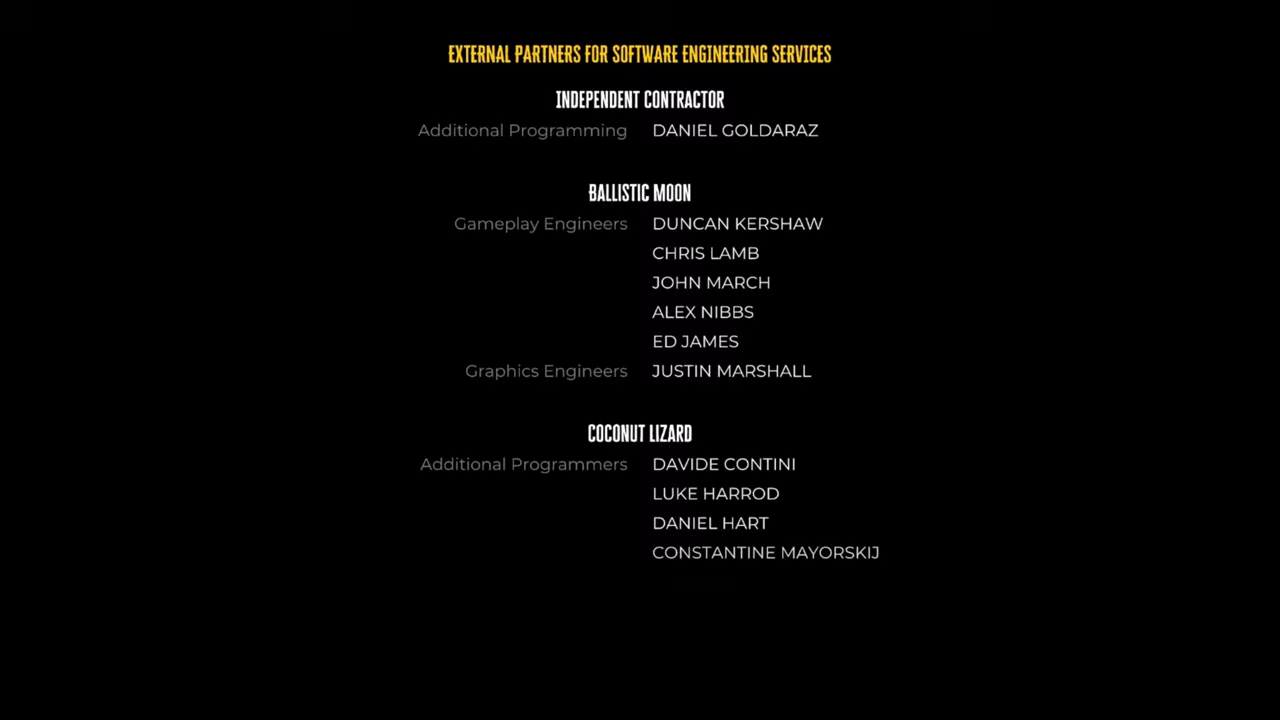 EXTERNAL PARTNERS FOR SOFTWARE ENGINEERING SERVICES
INDEPENDENT CONTRACTOR
Additional Programming DANIEL GOLDARAZ
BALLISTIC MOON
Gameplay Engineers DUNCAN KERSHAW
CHRIS LAMB
JOHN MARCH
ALEX NIBBS
ED JAMES
Graphics Engineers JUSTIN MARSHALL
COCONUT LIZARD
Additional Programmers DAVIDE CONTINI
LUKE HARROD
DANIEL HART
CONSTANTINE MAYORSKIJ